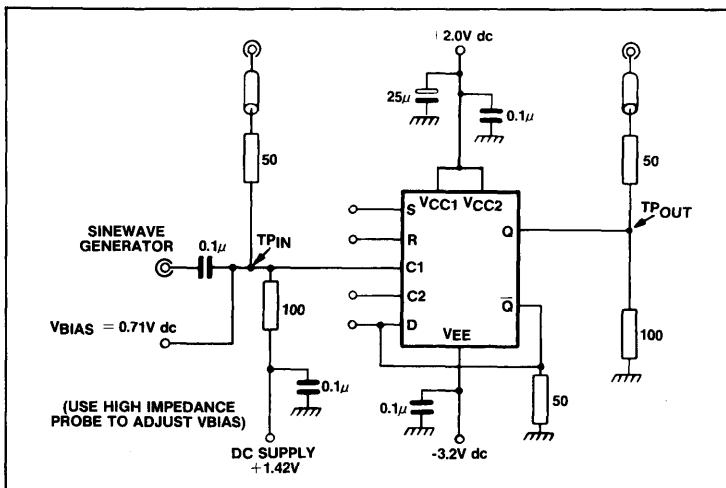 2.0V dc
25µ
0.1µ
50
50
SINEWAVE
GENERATOR
0.1µ
TPIN
VCC1 VCC2
S
R
C1
C2
D
Q
Q̅
VEE
TPOUT
100
100
VBIAS = 0.71V dc
0.1µ
0.1µ
50
(USE HIGH IMPEDANCE
PROBE TO ADJUST VBIAS)
DC SUPPLY
+1.42V
-3.2V dc